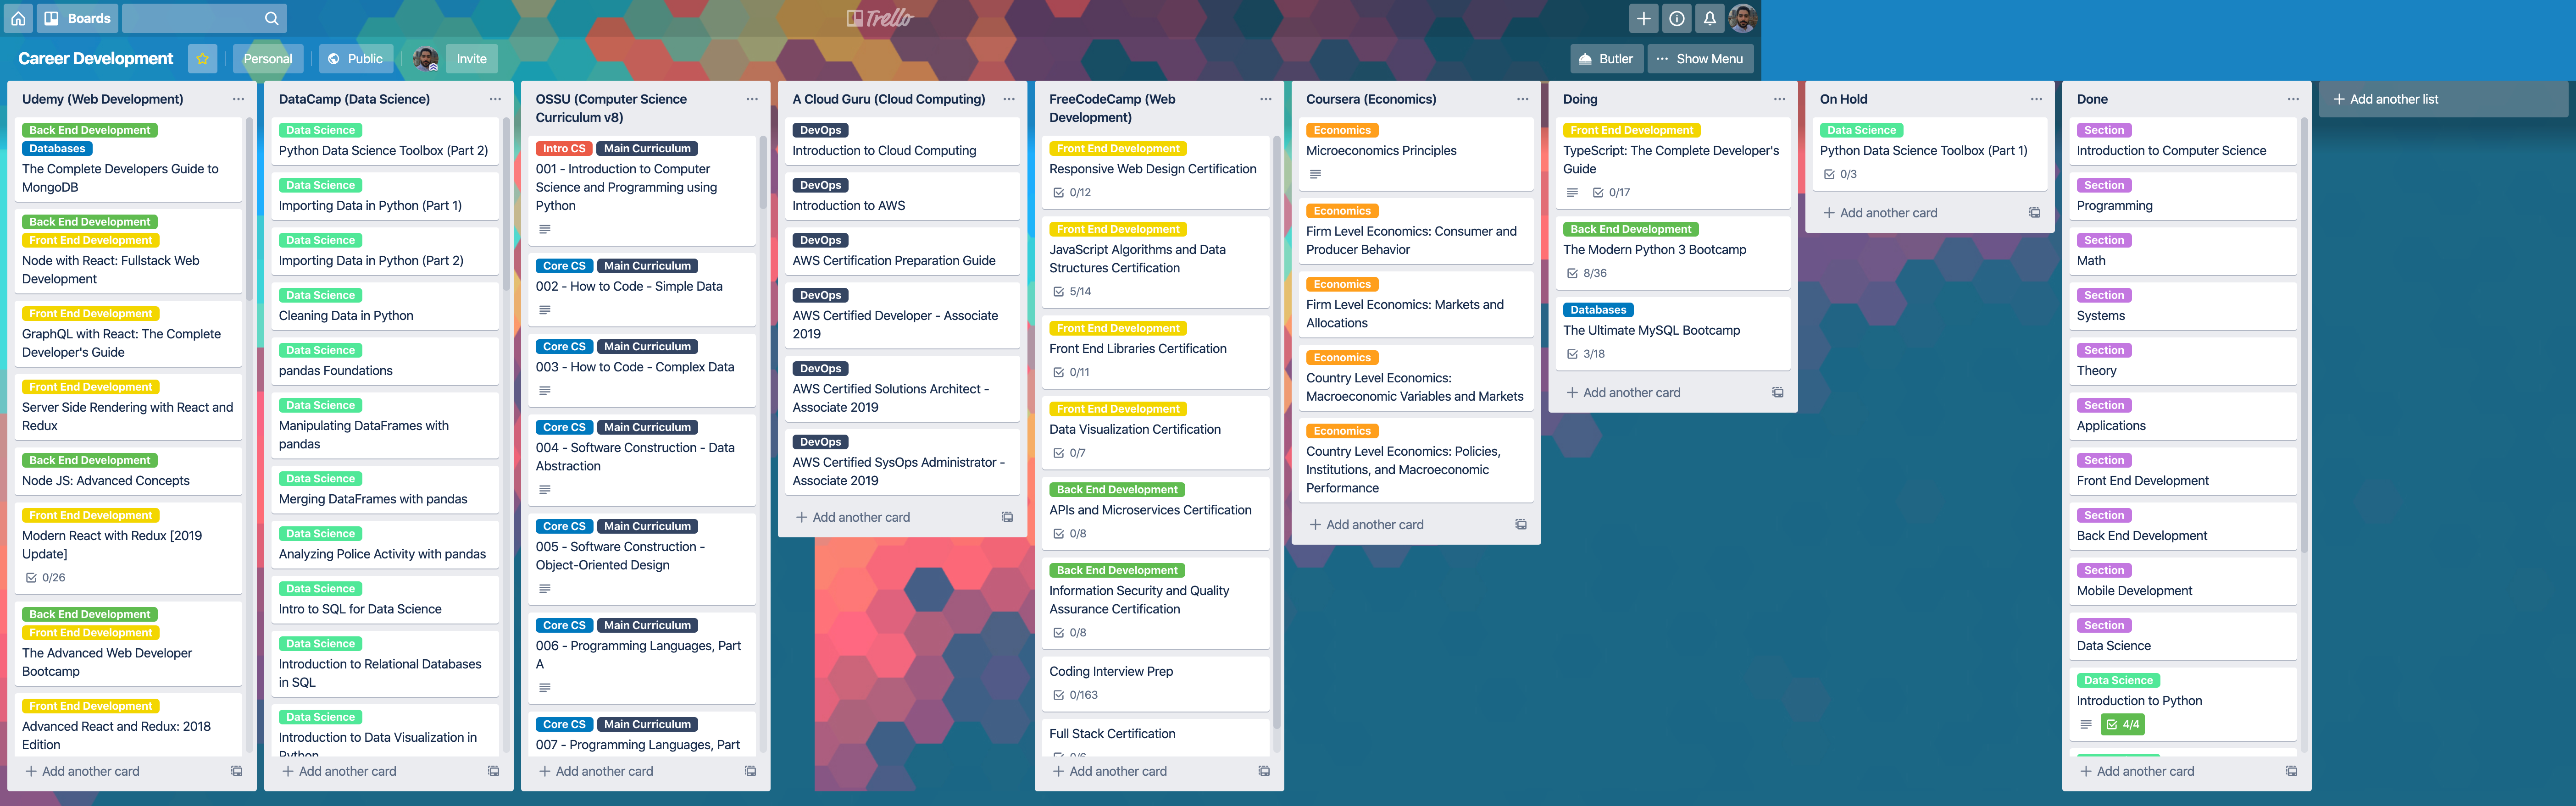 Boards
Trello
Career Development
Personal
Public
Invite
Butler
Show Menu
Udemy (Web Development)
Back End Development
Databases
The Complete Developers Guide to
MongoDB
Back End Development
Front End Development
Node with React: Fullstack Web
Development
Front End Development
GraphQL with React: The Complete
Developer's Guide
Front End Development
Server Side Rendering with React and
Redux
Back End Development
Node JS: Advanced Concepts
Front End Development
Modern React with Redux [2019
Update]
0/26
Back End Development
Front End Development
The Advanced Web Developer
Bootcamp
Front End Development
Advanced React and Redux: 2018
Edition
Add another card
DataCamp (Data Science)
Data Science
Python Data Science Toolbox (Part 2)
Data Science
Importing Data in Python (Part 1)
Data Science
Importing Data in Python (Part 2)
Data Science
Cleaning Data in Python
Data Science
pandas Foundations
Data Science
Manipulating DataFrames with
pandas
Data Science
Merging DataFrames with pandas
Data Science
Analyzing Police Activity with pandas
Data Science
Intro to SQL for Data Science
Data Science
Introduction to Relational Databases
in SQL
Data Science
Introduction to Data Visualization in
Python
Add another card
OSSU (Computer Science
Curriculum v8)
Intro CS Main Curriculum
001 - Introduction to Computer
Science and Programming using
Python
Core CS Main Curriculum
002 - How to Code - Simple Data
Core CS Main Curriculum
003 - How to Code - Complex Data
Core CS Main Curriculum
004 - Software Construction - Data
Abstraction
Core CS Main Curriculum
005 - Software Construction -
Object-Oriented Design
Core CS Main Curriculum
006 - Programming Languages, Part
A
Core CS Main Curriculum
007 - Programming Languages, Part
Add another card
A Cloud Guru (Cloud Computing)
DevOps
Introduction to Cloud Computing
DevOps
Introduction to AWS
DevOps
AWS Certification Preparation Guide
DevOps
AWS Certified Developer - Associate
2019
DevOps
AWS Certified Solutions Architect -
Associate 2019
DevOps
AWS Certified SysOps Administrator -
Associate 2019
Add another card
FreeCodeCamp (Web
Development)
Front End Development
Responsive Web Design Certification
0/12
Front End Development
JavaScript Algorithms and Data
Structures Certification
5/14
Front End Development
Front End Libraries Certification
0/11
Front End Development
Data Visualization Certification
0/7
Back End Development
APIs and Microservices Certification
0/8
Back End Development
Information Security and Quality
Assurance Certification
0/8
Coding Interview Prep
0/163
Full Stack Certification
Add another card
Coursera (Economics)
Economics
Microeconomics Principles
Economics
Firm Level Economics: Consumer and
Producer Behavior
Economics
Firm Level Economics: Markets and
Allocations
Economics
Country Level Economics:
Macroeconomic Variables and Markets
Economics
Country Level Economics: Policies,
Institutions, and Macroeconomic
Performance
Add another card
Doing
Front End Development
TypeScript: The Complete Developer's
Guide
0/17
Back End Development
The Modern Python 3 Bootcamp
8/36
Databases
The Ultimate MySQL Bootcamp
3/18
Add another card
On Hold
Data Science
Python Data Science Toolbox (Part 1)
0/3
Add another card
Done
Section
Introduction to Computer Science
Section
Programming
Section
Math
Section
Systems
Section
Theory
Section
Applications
Section
Front End Development
Section
Back End Development
Section
Mobile Development
Section
Data Science
Data Science
Introduction to Python
4/4
Add another card
Add another list